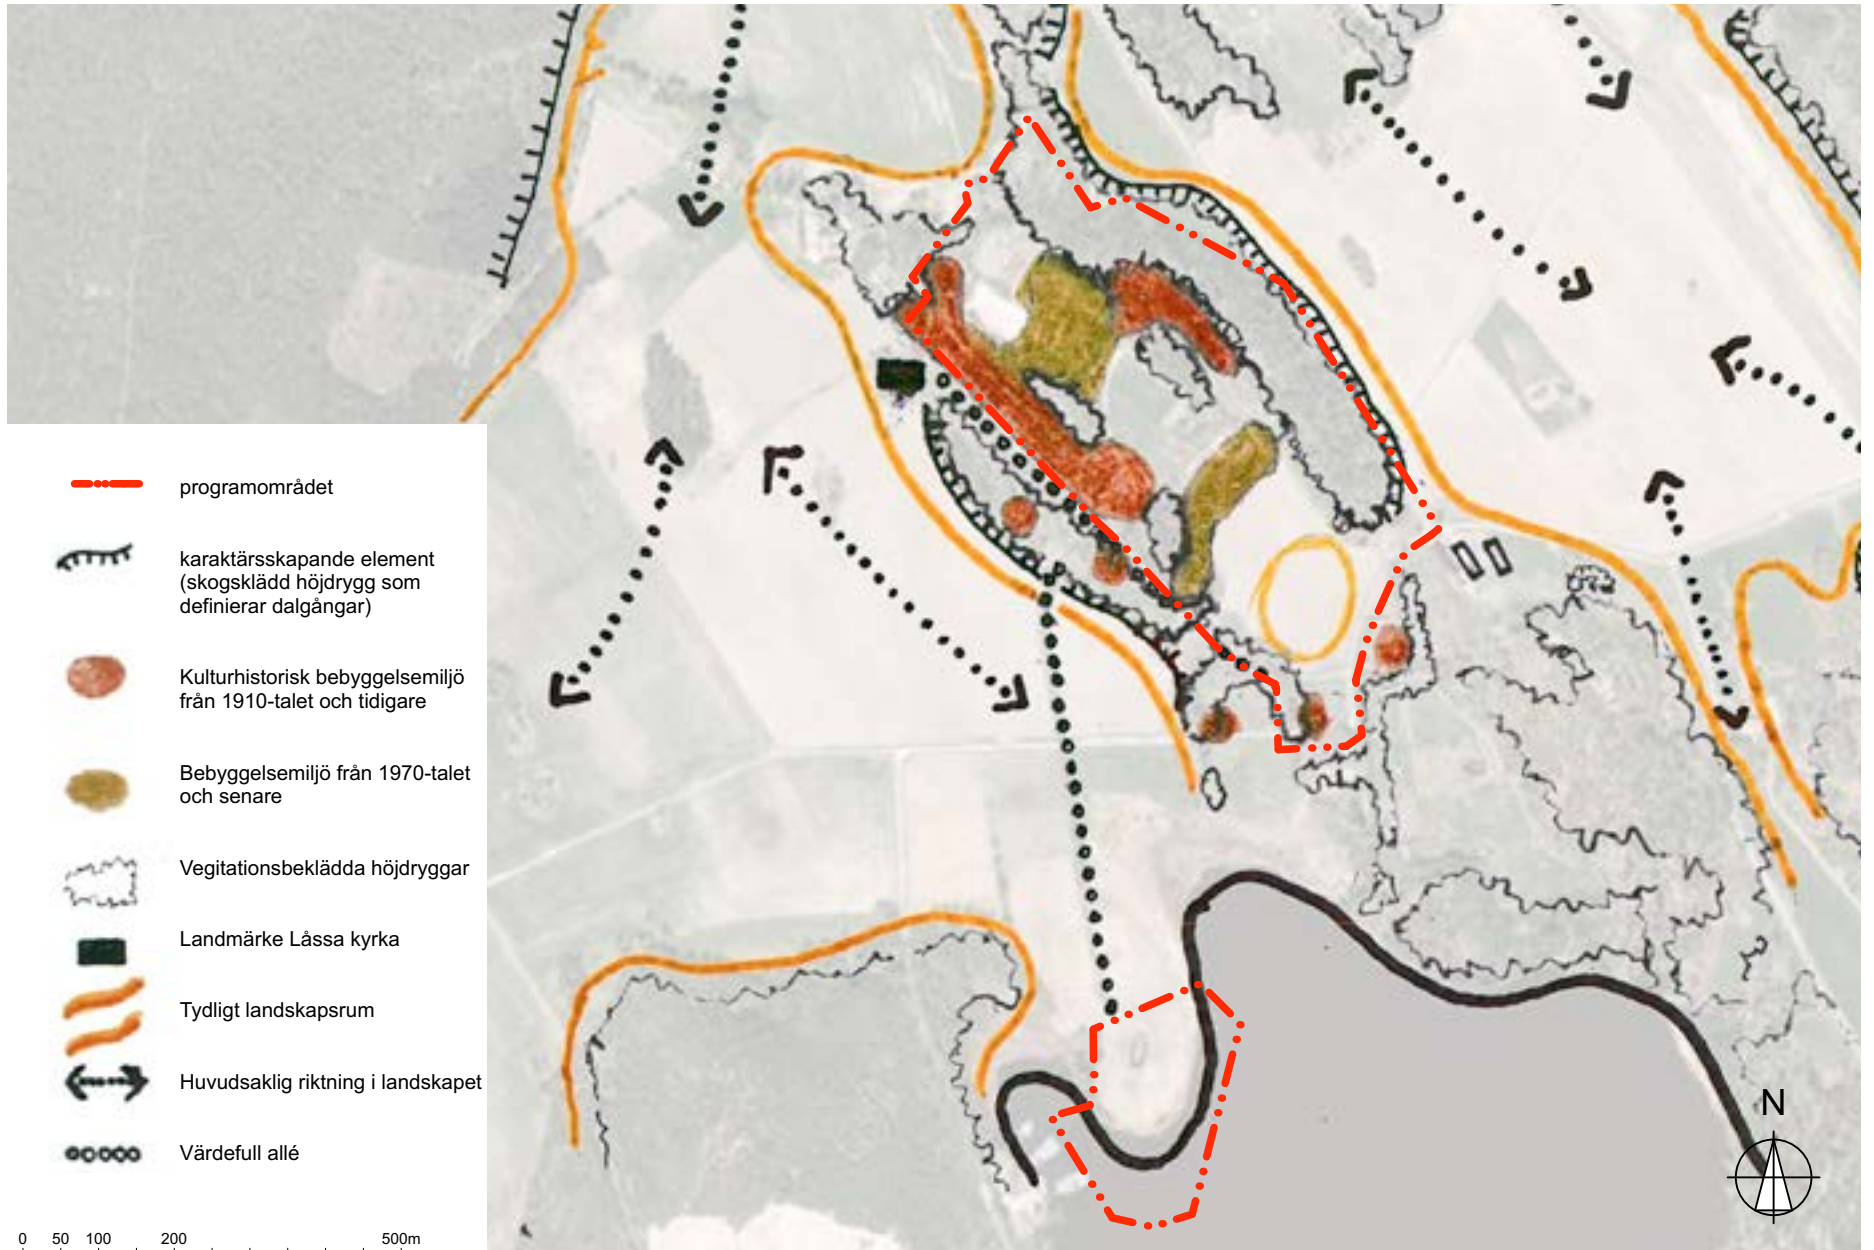 programområdet
karaktärsskapande element
(skogsklädd höjdrygg som
definierar dalgångar)
Kulturhistorisk bebyggelsemiljö
från 1910-talet och tidigare
Bebyggelsemiljö från 1970-talet
och senare
Vegitationsbeklädda höjdryggar
Landmärke Låssa kyrka
Tydligt landskapsrum
Huvudsaklig riktning i landskapet
Värdefull allé
N
0 50 100 200 500m